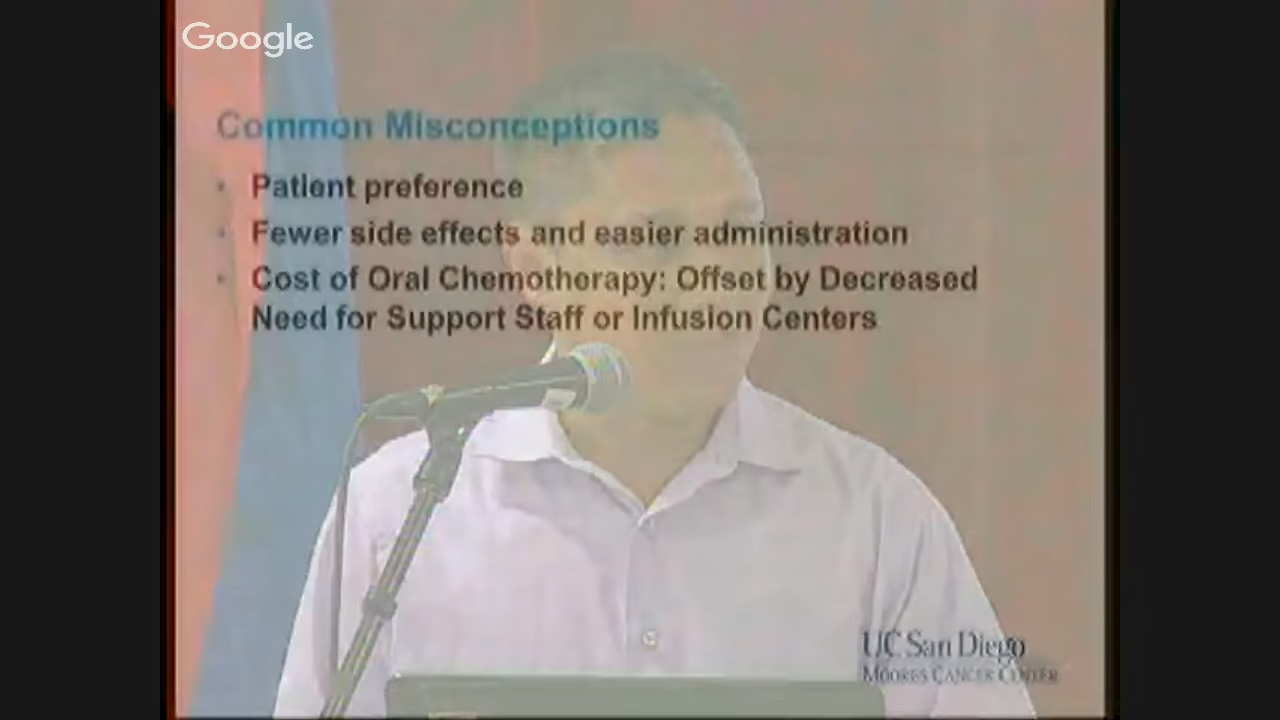 Google
Common Misconceptions
• Patient preference
• Fewer side effects and easier administration
• Cost of Oral Chemotherapy: Offset by Decreased
Need for Support Staff or Infusion Centers
UC San Diego
MOORES CANCER CENTER